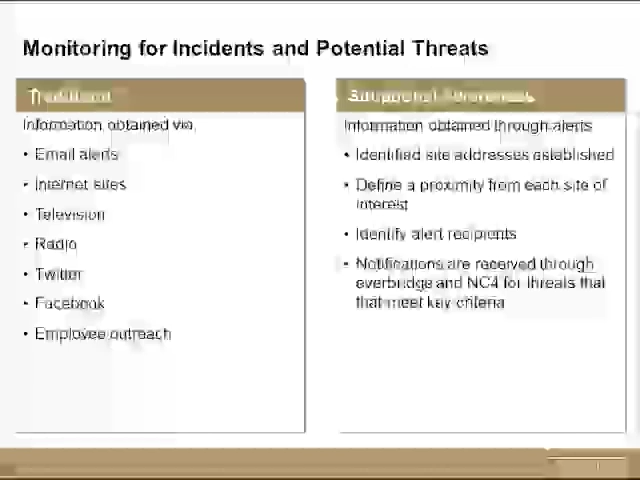 Monitoring for Incidents and Potential Threats
Traditional
Information obtained via
• Email alerts
• Internet sites
• Television
• Radio
• Twitter
• Facebook
• Employee outreach
Situational Awareness
Information obtained through alerts
• Identified site addresses established
• Define a proximity from each site of
interest
• Identify alert recipients
• Notifications are received through
everbridge and NC4 for threats that
that meet key criteria